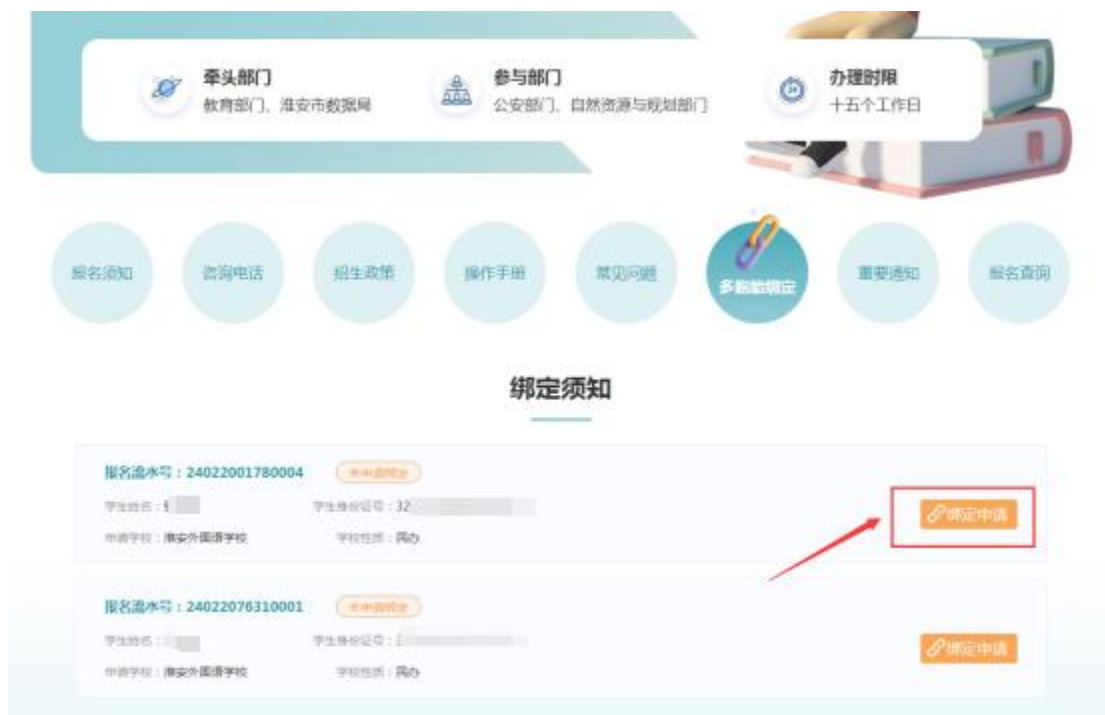 牵头部门
教育部门、淮安市数据局
参与部门
公安部门、自然资源与规划部门
办理时限
十五个工作日
报名须知
咨询电话
招生政策
操作手册
常见问题
多胞胎绑定
重要通知
报名查询
绑定须知
报名流水号：24022001780004 未申请绑定
学生姓名： 学生身份证号：32
申请学校：淮安外国语学校 学校性质：民办
绑定申请
报名流水号：24022076310001 未申请绑定
学生姓名： 学生身份证号：
申请学校：淮安外国语学校 学校性质：民办
绑定申请